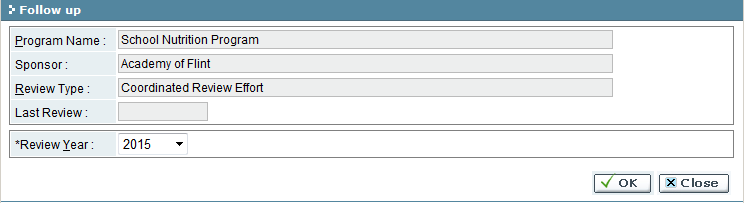 Follow up
Program Name : School Nutrition Program
Sponsor : Academy of Flint
Review Type : Coordinated Review Effort
Last Review :
*Review Year : 2015
OK Close